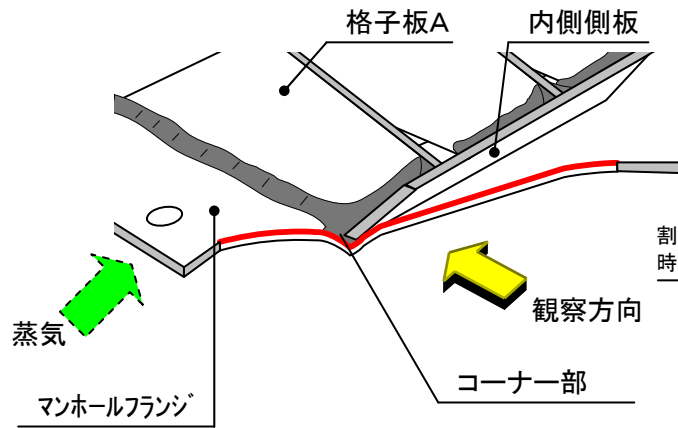 格子板A
内側側板
割
時
観察方向
蒸気
コーナー部
ﾏﾝﾎｰﾙﾌﾗﾝｼﾞ